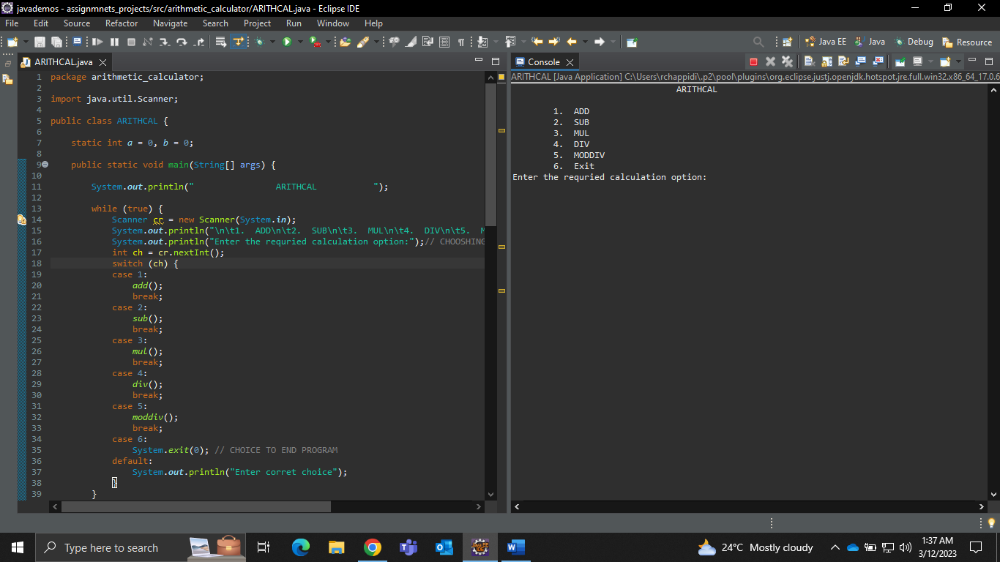 javademos - assignmnets_projects/src/arithmetic_calculator/ARITHCAL.java - Eclipse IDE
File Edit Source Refactor Navigate Search Project Run Window Help
Java EE Java Debug Resource
ARITHCAL.java
1 package arithmetic_calculator;
2
3 import java.util.Scanner;
4
5 public class ARITHCAL {
6
7 static int a = 0, b = 0;
8
9 public static void main(String[] args) {
10
11 System.out.println("                ARITHCAL           ");
12
13 while (true) {
14 Scanner cr = new Scanner(System.in);
15 System.out.println("\n\t1.  ADD\n\t2.  SUB\n\t3.  MUL\n\t4.  DIV\n\t5.  M
16 System.out.println("Enter the requried calculation option:");// CHOOSHING
17 int ch = cr.nextInt();
18 switch (ch) {
19 case 1:
20 add();
21 break;
22 case 2:
23 sub();
24 break;
25 case 3:
26 mul();
27 break;
28 case 4:
29 div();
30 break;
31 case 5:
32 moddiv();
33 break;
34 case 6:
35 System.exit(0); // CHOICE TO END PROGRAM
36 default:
37 System.out.println("Enter corret choice");
38 }
39 }
Console
ARITHCAL [Java Application] C:\Users\rchappidi\.p2\pool\plugins\org.eclipse.justj.openjdk.hotspot.jre.full.win32.x86_64_17.0.6
ARITHCAL
1. ADD
2. SUB
3. MUL
4. DIV
5. MODDIV
6. Exit
Enter the requried calculation option:
Type here to search
24°C Mostly cloudy
1:37 AM
3/12/2023